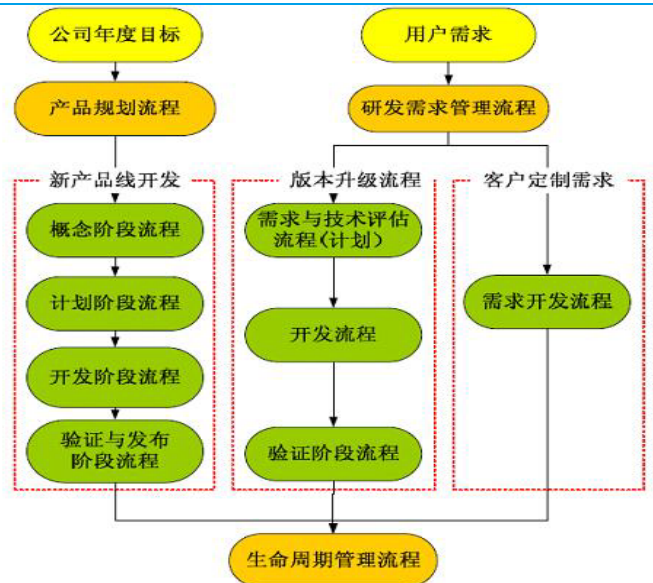 公司年度目标
用户需求
产品规划流程
研发需求管理流程
新产品线开发
版本升级流程
客户定制需求
概念阶段流程
计划阶段流程
开发阶段流程
验证与发布
阶段流程
需求与技术评估
流程(计划)
开发流程
验证阶段流程
需求开发流程
生命周期管理流程